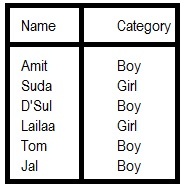 Name Category
Amit Boy
Suda Girl
D'Sul Boy
Lailaa Girl
Tom Boy
Jal Boy